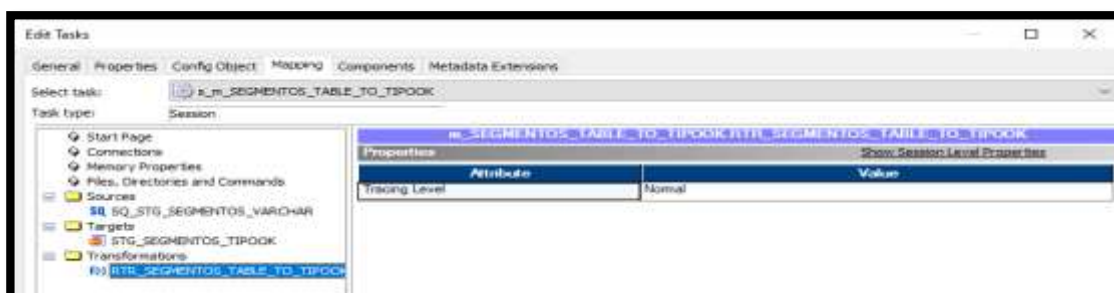 Edit Tasks
General Properties Config Object Mapping Components Metadata Extensions
Select task: s_m_SEGMENTOS_TABLE_TO_TIPOOK
Task type: Session
Start Page
Connections
Memory Properties
Files, Directories and Commands
Sources
SQ SQ_STG_SEGMENTOS_VARCHAR
Targets
STG_SEGMENTOS_TIPOOK
Transformations
f(x) RTR_SEGMENTOS_TABLE_TO_TIPOOK
m_SEGMENTOS_TABLE_TO_TIPOOK.RTR_SEGMENTOS_TABLE_TO_TIPOOK
Properties Show Session Level Properties
Attribute Value
Tracing Level Normal